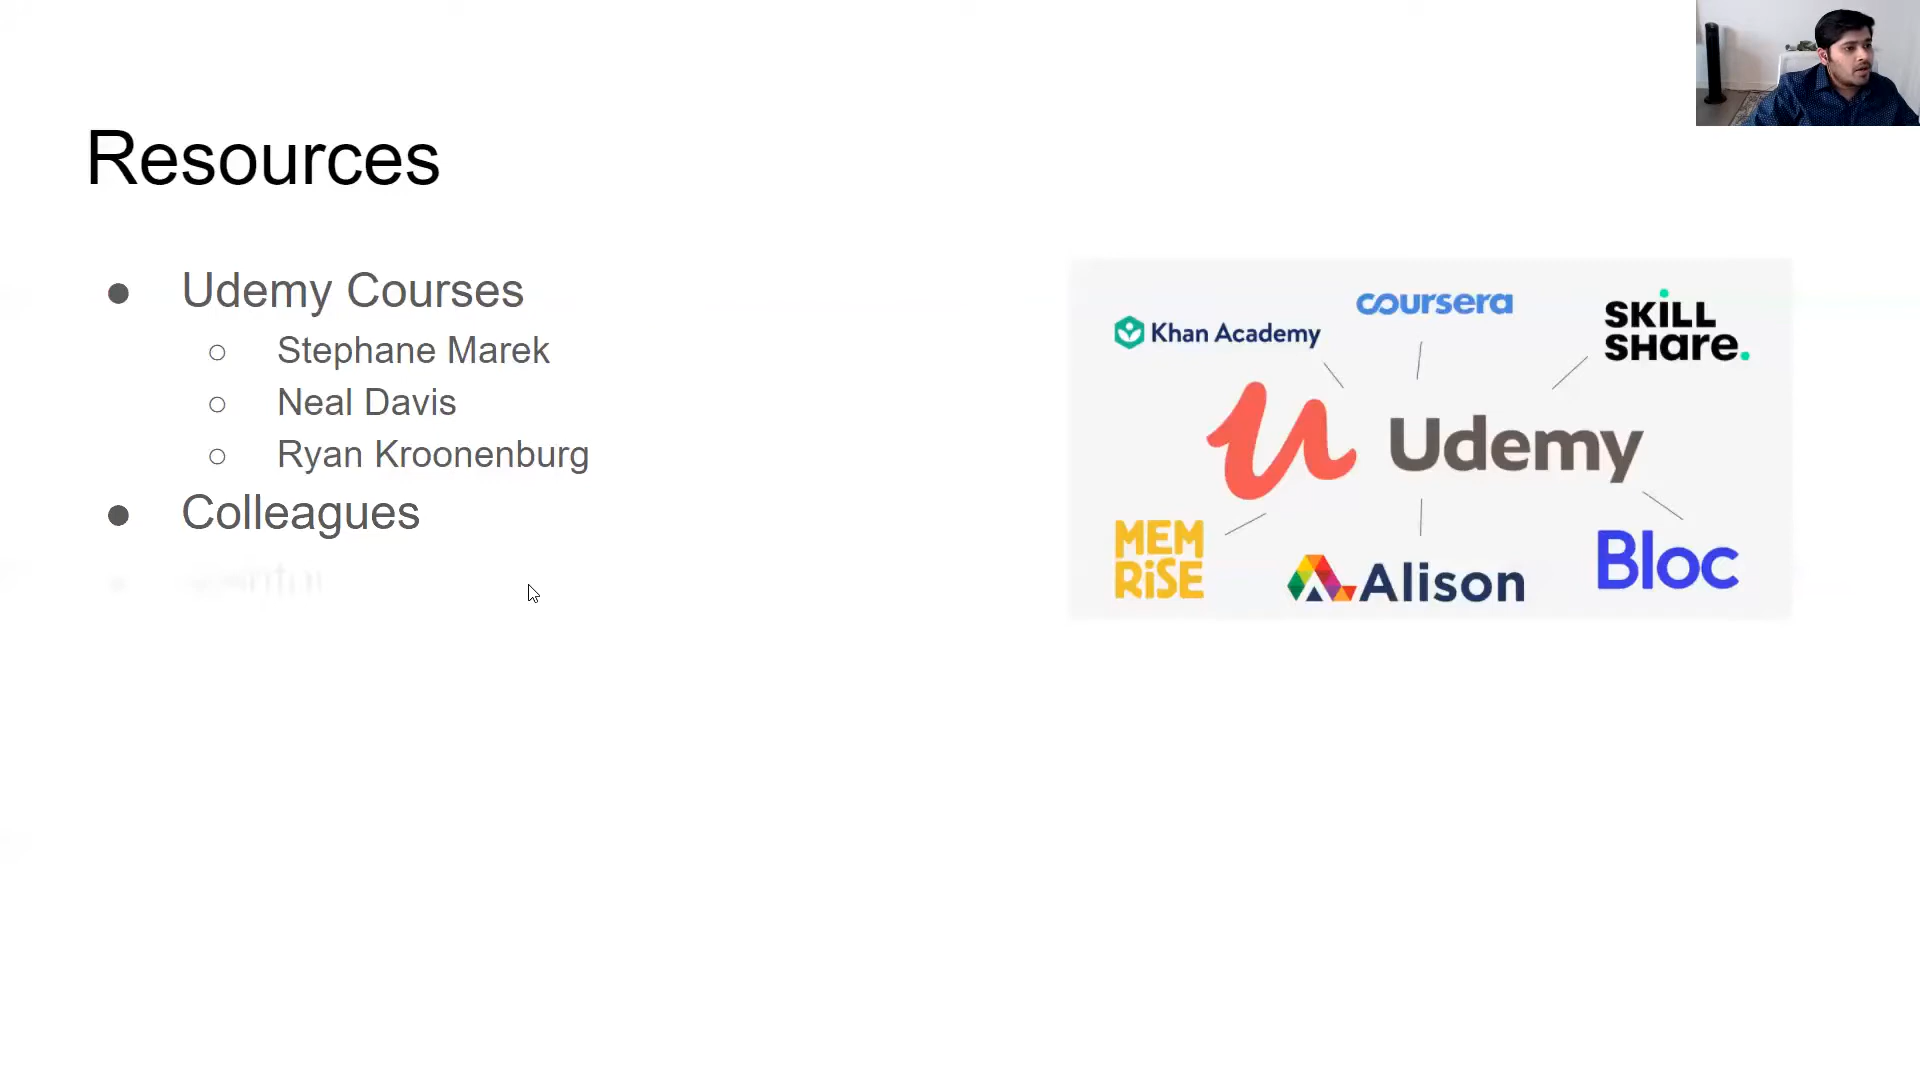 Resources
● Udemy Courses
○ Stephane Marek
○ Neal Davis
○ Ryan Kroonenburg
● Colleagues
Khan Academy
coursera
SKiLL
SHare.
Udemy
MEM
RiSE
Alison
Bloc